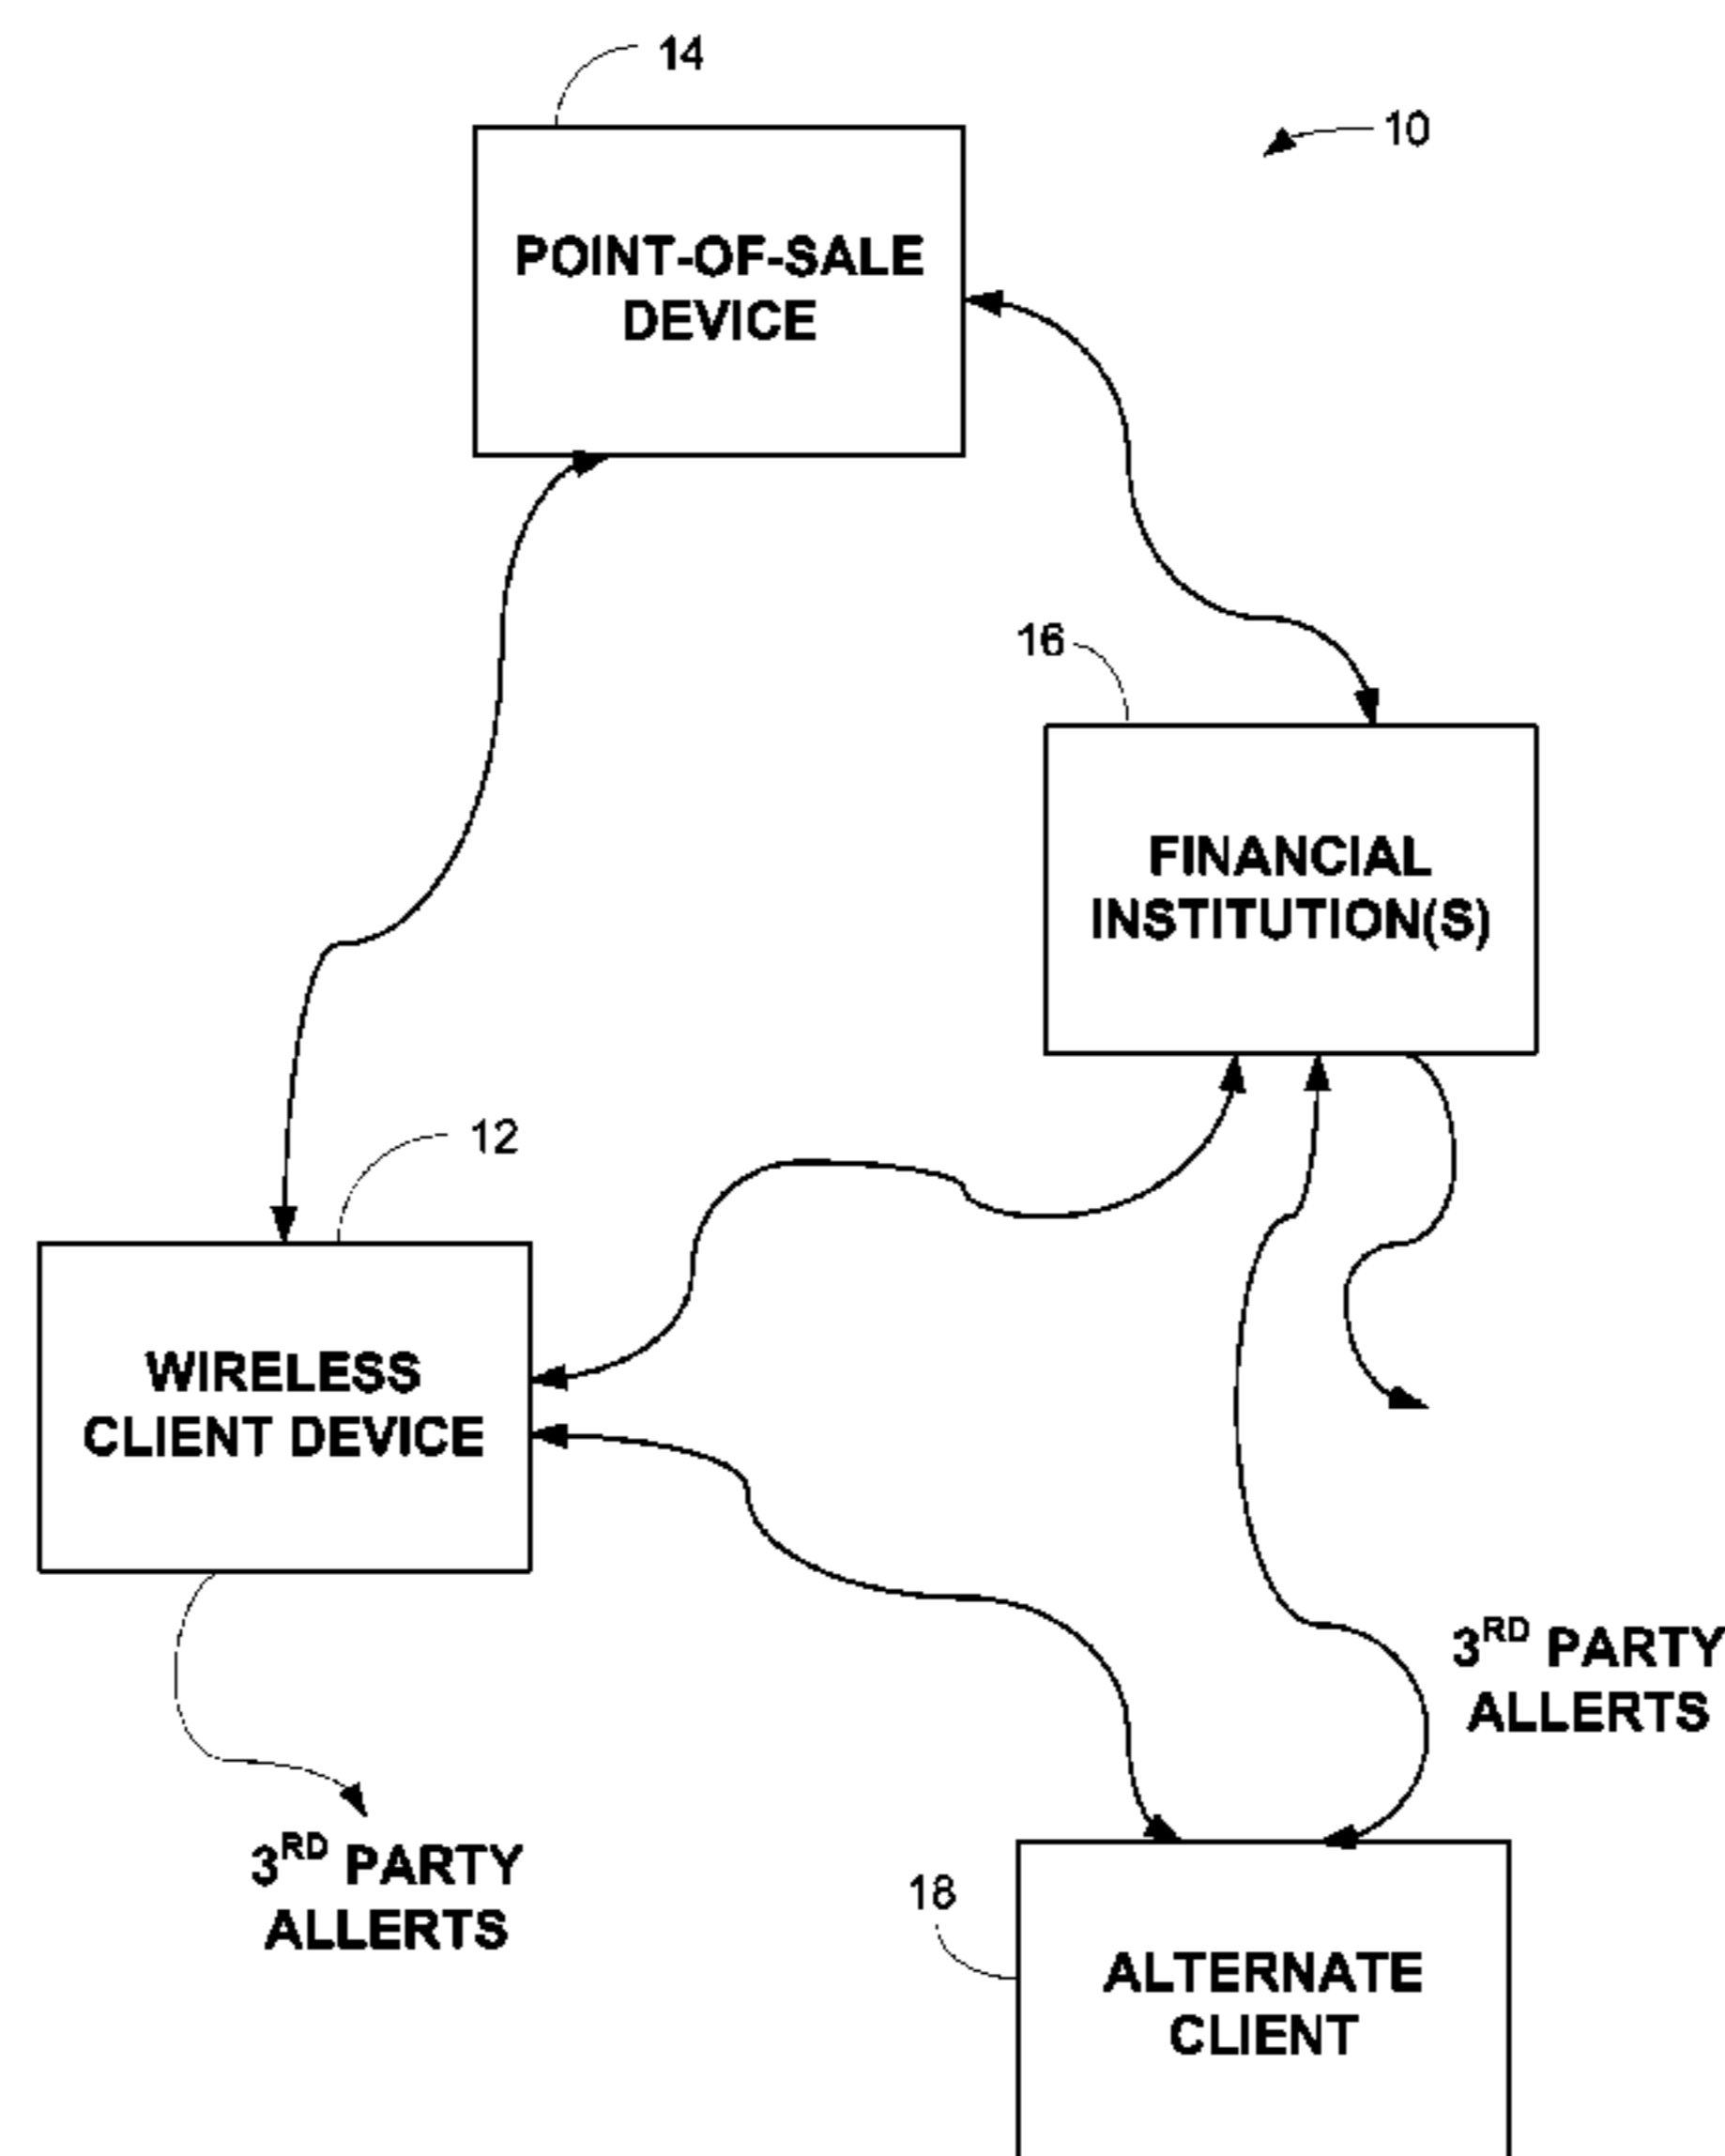 14
10
POINT-OF-SALE
DEVICE
16
FINANCIAL
INSTITUTION(S)
12
WIRELESS
CLIENT DEVICE
3RD PARTY
ALLERTS
3RD PARTY
ALLERTS
18
ALTERNATE
CLIENT